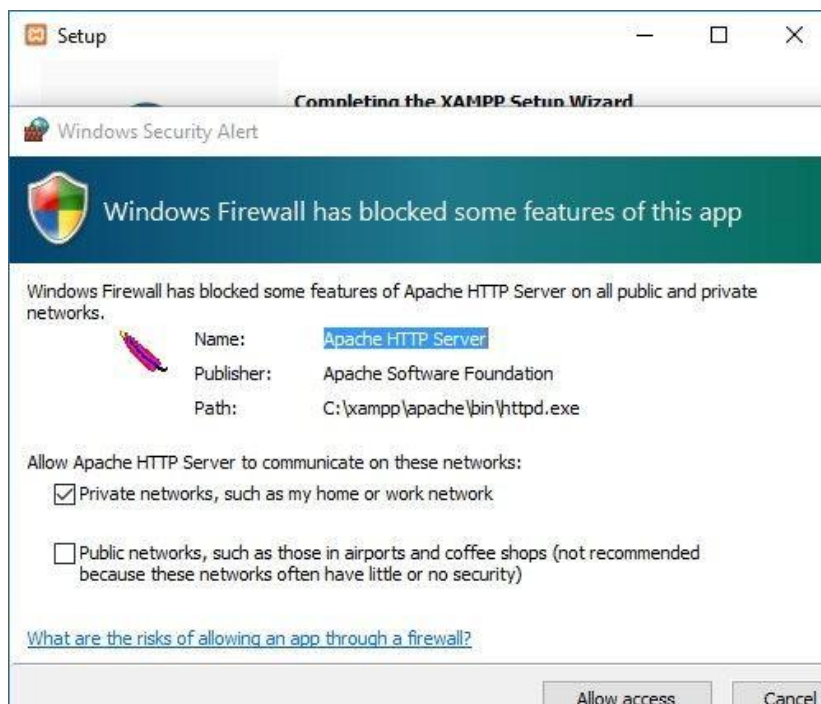 Setup
Completing the XAMPP Setup Wizard
Windows Security Alert
Windows Firewall has blocked some features of this app
Windows Firewall has blocked some features of Apache HTTP Server on all public and private
networks.
Name: Apache HTTP Server
Publisher: Apache Software Foundation
Path: C:\xampp\apache\bin\httpd.exe
Allow Apache HTTP Server to communicate on these networks:
Private networks, such as my home or work network
Public networks, such as those in airports and coffee shops (not recommended
because these networks often have little or no security)
What are the risks of allowing an app through a firewall?
Allow access Cancel